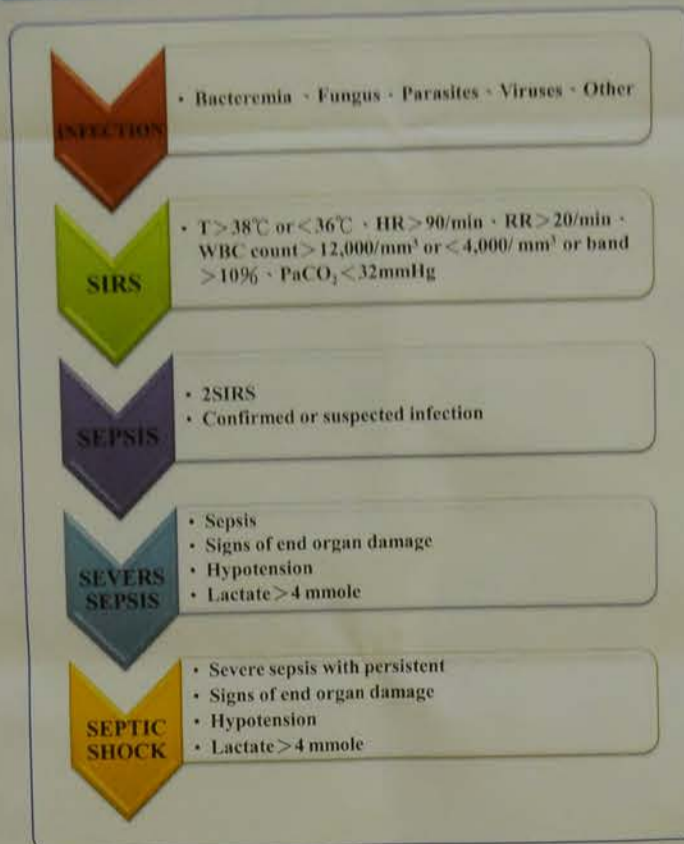 INFECTION
• Bacteremia、Fungus、Parasites、Viruses、Other
SIRS
• T＞38℃ or＜36℃、HR＞90/min、RR＞20/min、
WBC count＞12,000/mm³ or＜4,000/ mm³ or band
＞10%、PaCO₂＜32mmHg
SEPSIS
• 2SIRS
• Confirmed or suspected infection
SEVERS
SEPSIS
• Sepsis
• Signs of end organ damage
• Hypotension
• Lactate＞4 mmole
SEPTIC
SHOCK
• Severe sepsis with persistent
• Signs of end organ damage
• Hypotension
• Lactate＞4 mmole